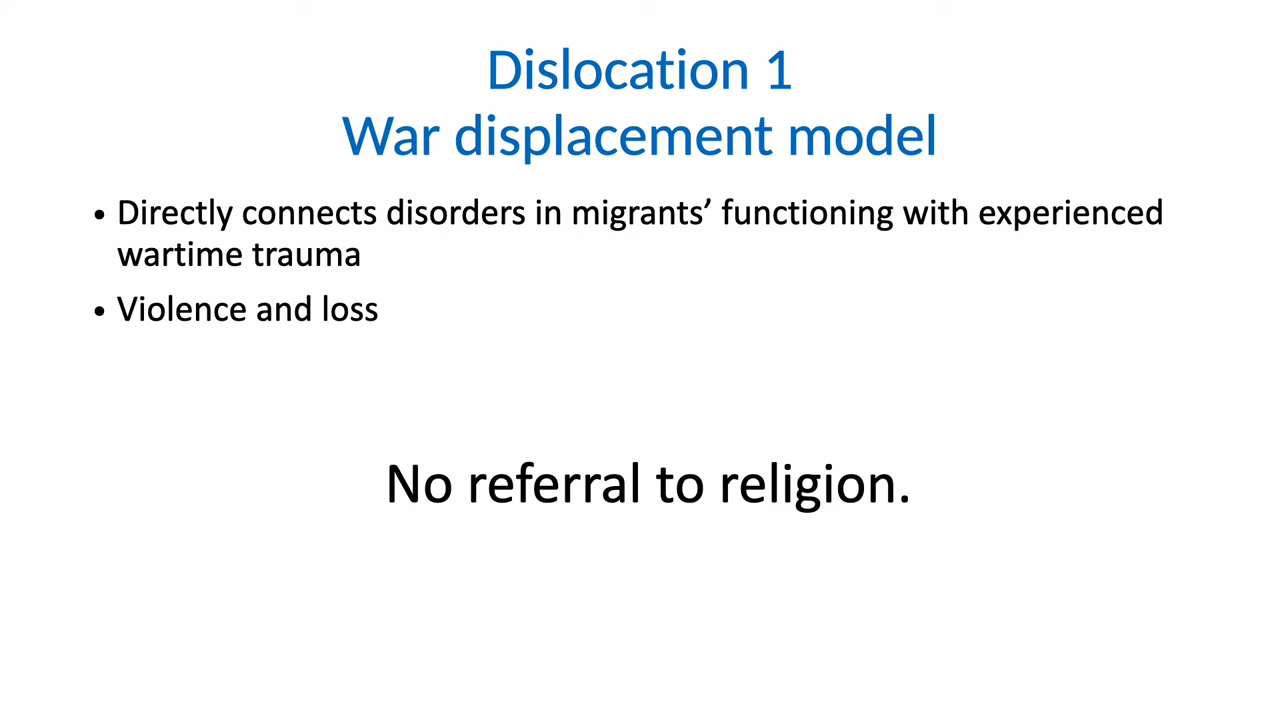 Dislocation 1
War displacement model
• Directly connects disorders in migrants’ functioning with experienced
wartime trauma
• Violence and loss
No referral to religion.